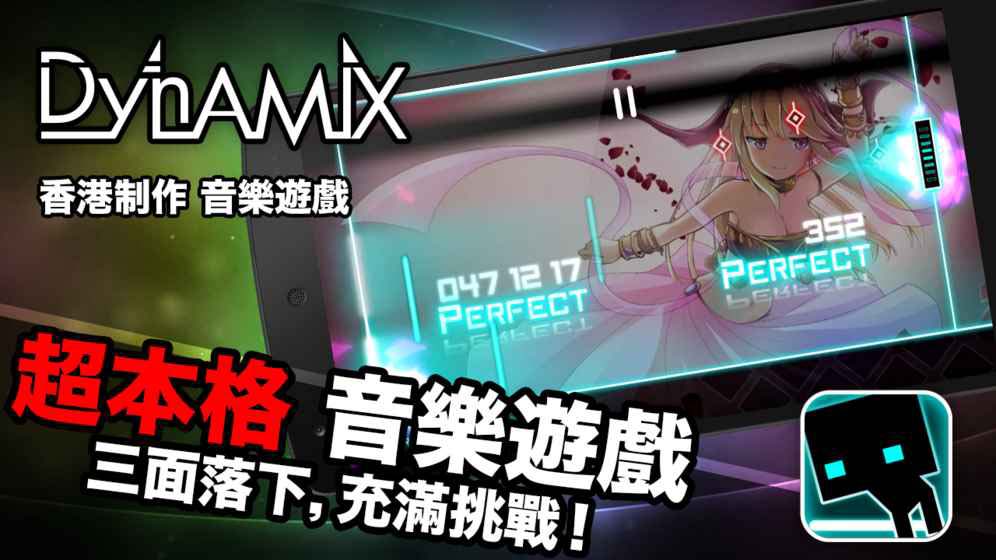 DynAMiX
香港制作 音樂遊戲
352
PERFECT
047 12 17
PERFECT
超本格 音樂遊戲
三面落下，充滿挑戰！